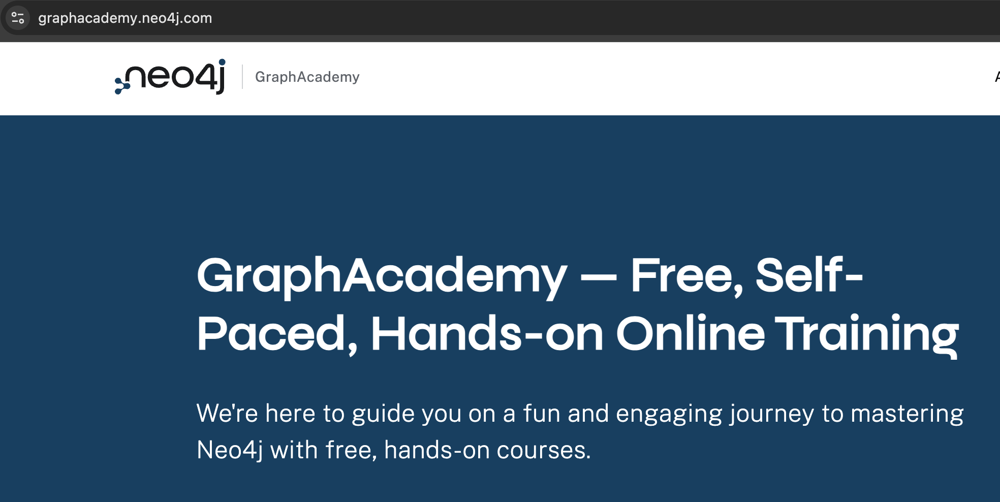 graphacademy.neo4j.com
neo4j GraphAcademy
GraphAcademy — Free, Self-
Paced, Hands-on Online Training
We're here to guide you on a fun and engaging journey to mastering
Neo4j with free, hands-on courses.